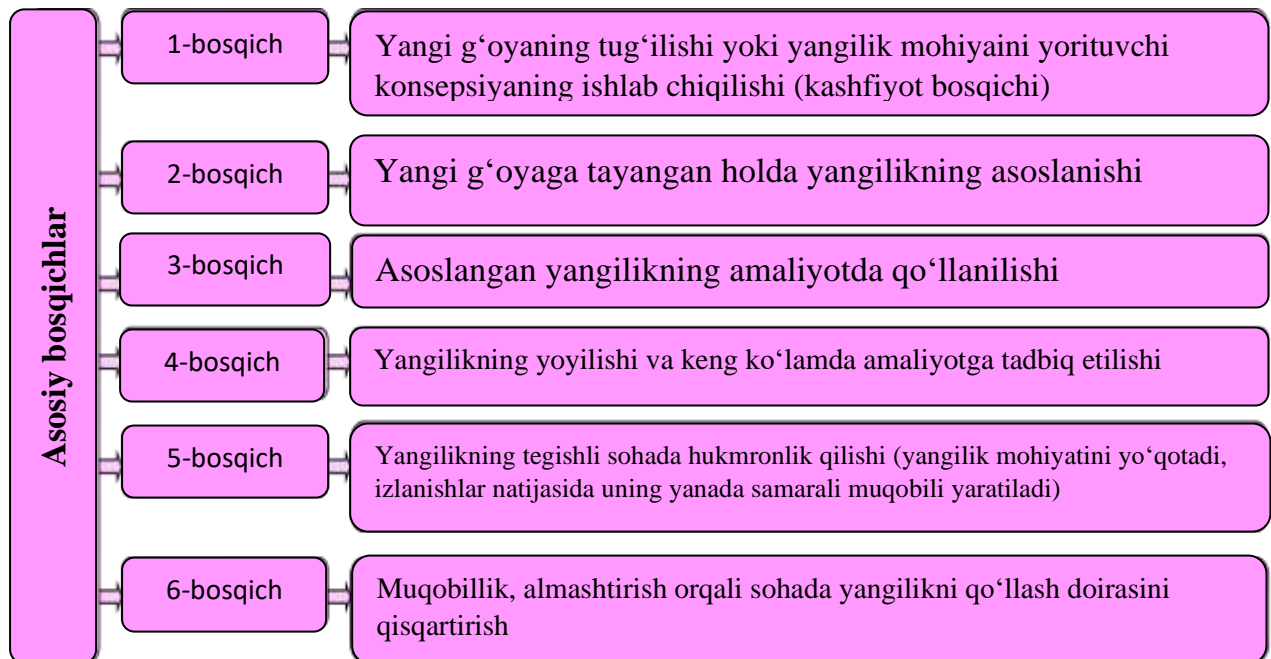 Asosiy bosqichlar
1-bosqich
Yangi g‘oyaning tug‘ilishi yoki yangilik mohiyaini yorituvchi
konsepsiyaning ishlab chiqilishi (kashfiyot bosqichi)
2-bosqich
Yangi g‘oyaga tayangan holda yangilikning asoslanishi
3-bosqich
Asoslangan yangilikning amaliyotda qo‘llanilishi
4-bosqich
Yangilikning yoyilishi va keng ko‘lamda amaliyotga tadbiq etilishi
5-bosqich
Yangilikning tegishli sohada hukmronlik qilishi (yangilik mohiyatini yo‘qotadi,
izlanishlar natijasida uning yanada samarali muqobili yaratiladi)
6-bosqich
Muqobillik, almashtirish orqali sohada yangilikni qo‘llash doirasini
qisqartirish